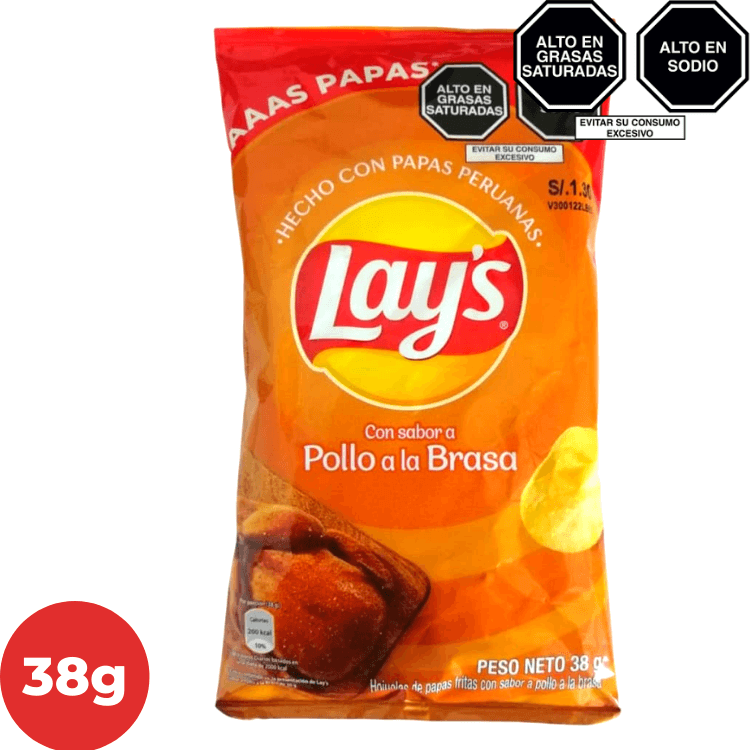 ALTO EN
GRASAS
SATURADAS
ALTO EN
SODIO
EVITAR SU CONSUMO
EXCESIVO
AAAS PAPAS*
ALTO EN
GRASAS
SATURADAS
EVITAR SU CONSUMO
EXCESIVO
•HECHO CON PAPAS PERUANAS•
S/.1.30
Lay's®
Con sabor a
Pollo a la Brasa
Calorías
200 kcal
10%
PESO NETO 38 g*
Hojuelas de papas fritas con sabor a pollo a la brasa
38g